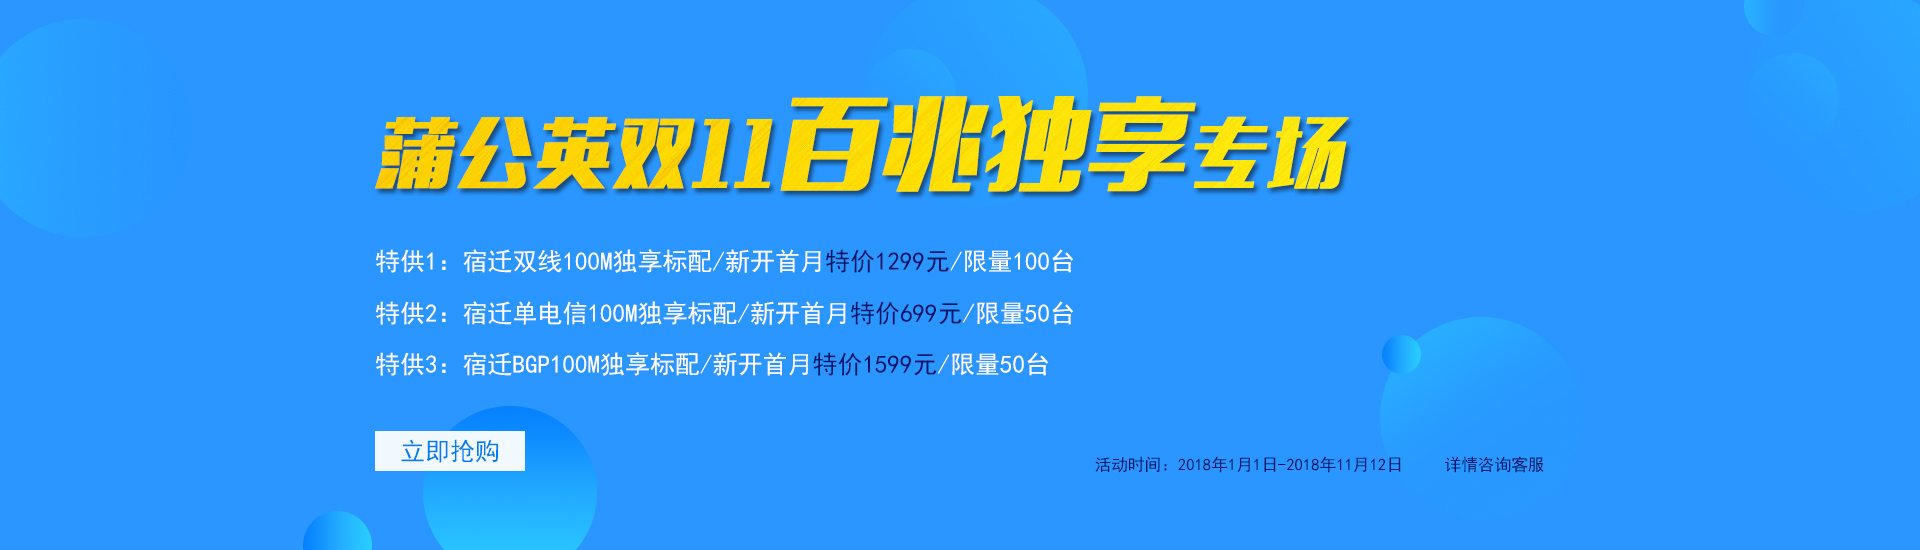 蒲公英双11百兆独享专场
特供1：宿迁双线100M独享标配/新开首月特价1299元/限量100台
特供2：宿迁单电信100M独享标配/新开首月特价699元/限量50台
特供3：宿迁BGP100M独享标配/新开首月特价1599元/限量50台
立即抢购
活动时间：2018年1月1日-2018年11月12日 详情咨询客服